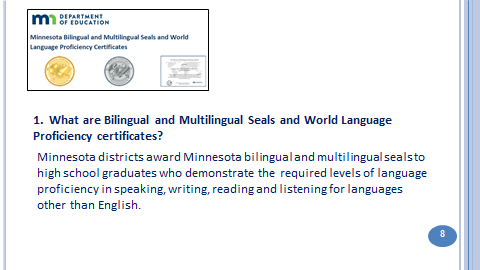 DEPARTMENT
OF EDUCATION
Minnesota Bilingual and Multilingual Seals and World
Language Proficiency Certificates
1. What are Bilingual and Multilingual Seals and World Language
Proficiency certificates?
Minnesota districts award Minnesota bilingual and multilingual seals to
high school graduates who demonstrate the required levels of language
proficiency in speaking, writing, reading and listening for languages
other than English.
8